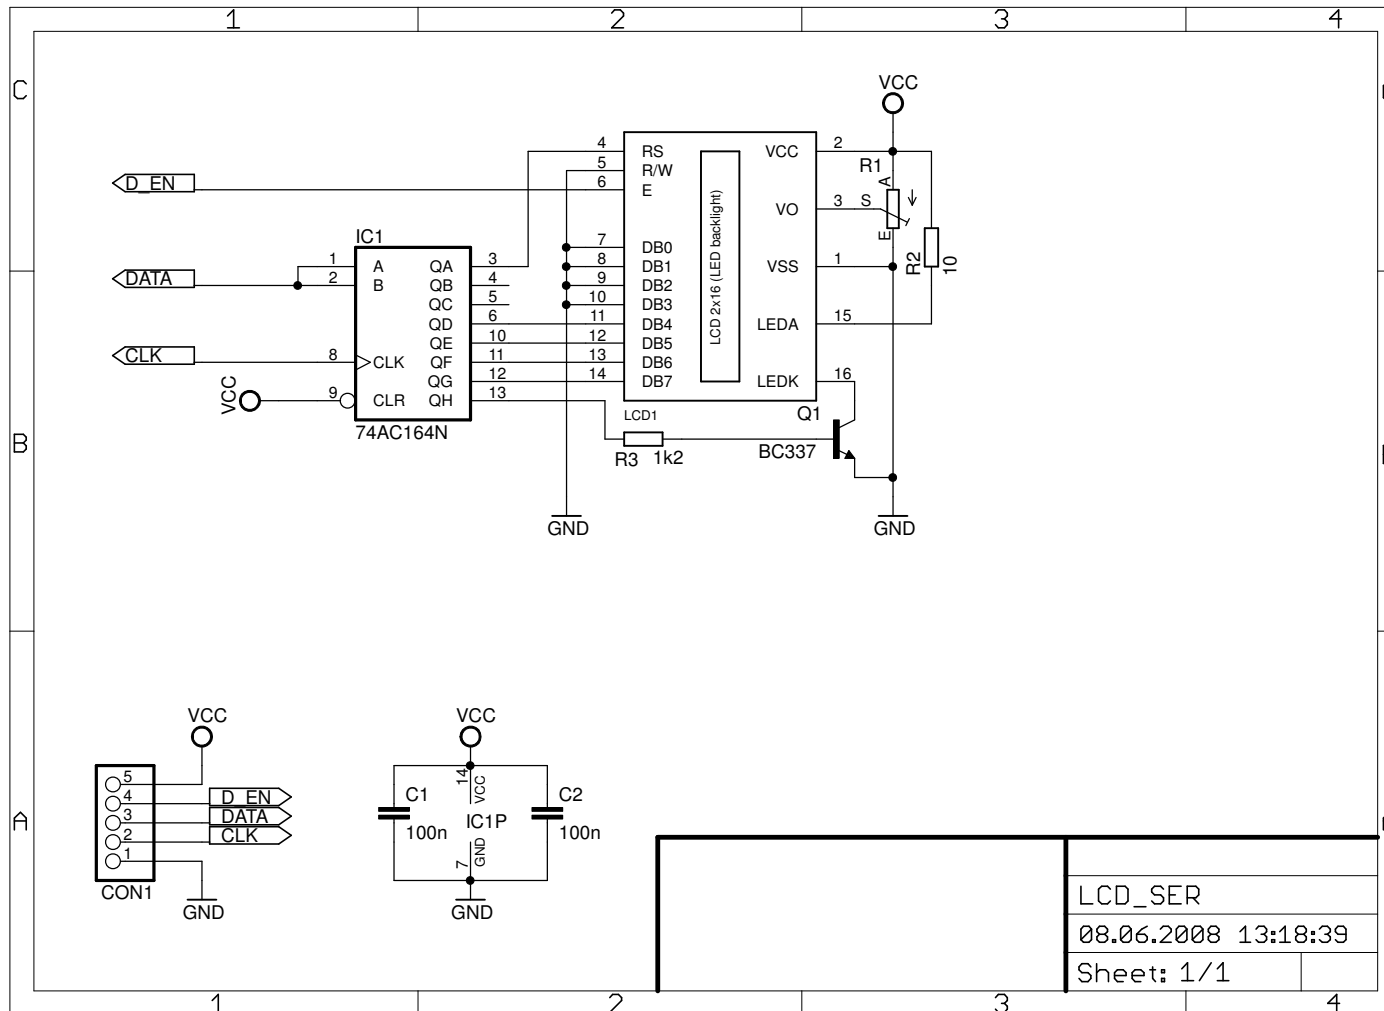 1 2 3 4
C
B
A
VCC
4 RS VCC 2
5 R/W
6 E
R1
A
S
E
D_EN
VO 3
7 DB0
8 DB1 VSS 1
9 DB2
10 DB3
11 DB4 LEDA 15
12 DB5
13 DB6
14 DB7 LEDK 16
LCD 2x16 (LED backlight)
LCD1
R2
10
IC1
1 A QA 3
2 B QB 4
QC 5
QD 6
QE 10
8 CLK QF 11
QG 12
9 CLR QH 13
74AC164N
DATA
CLK
VCC
R3 1k2
Q1
BC337
GND
GND
VCC
5
4 D_EN
3 DATA
2 CLK
1
CON1
GND
VCC
14 VCC
C1
100n
IC1P
C2
100n
7 GND
GND
LCD_SER
08.06.2008 13:18:39
Sheet: 1/1
1 2 3 4